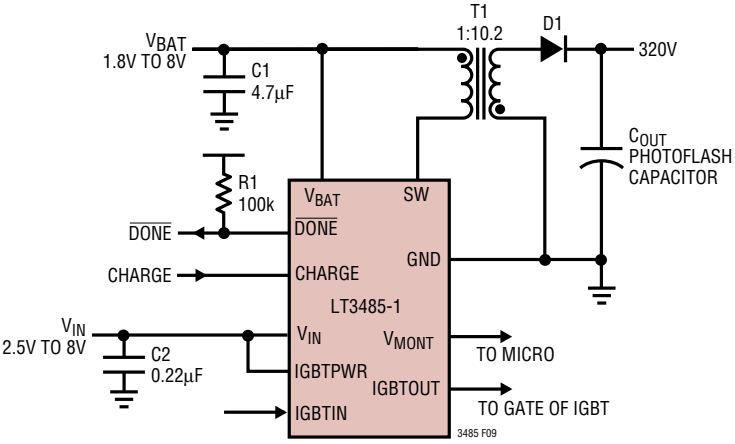 T1
1:10.2
D1
VBAT
1.8V TO 8V
C1
4.7µF
320V
COUT
PHOTOFLASH
CAPACITOR
R1
100k
VBAT
SW
DONE
DONE
GND
CHARGE
CHARGE
LT3485-1
VIN
2.5V TO 8V
VIN
VMONT
TO MICRO
C2
0.22µF
IGBTPWR
IGBTOUT
TO GATE OF IGBT
IGBTIN
3485 F09